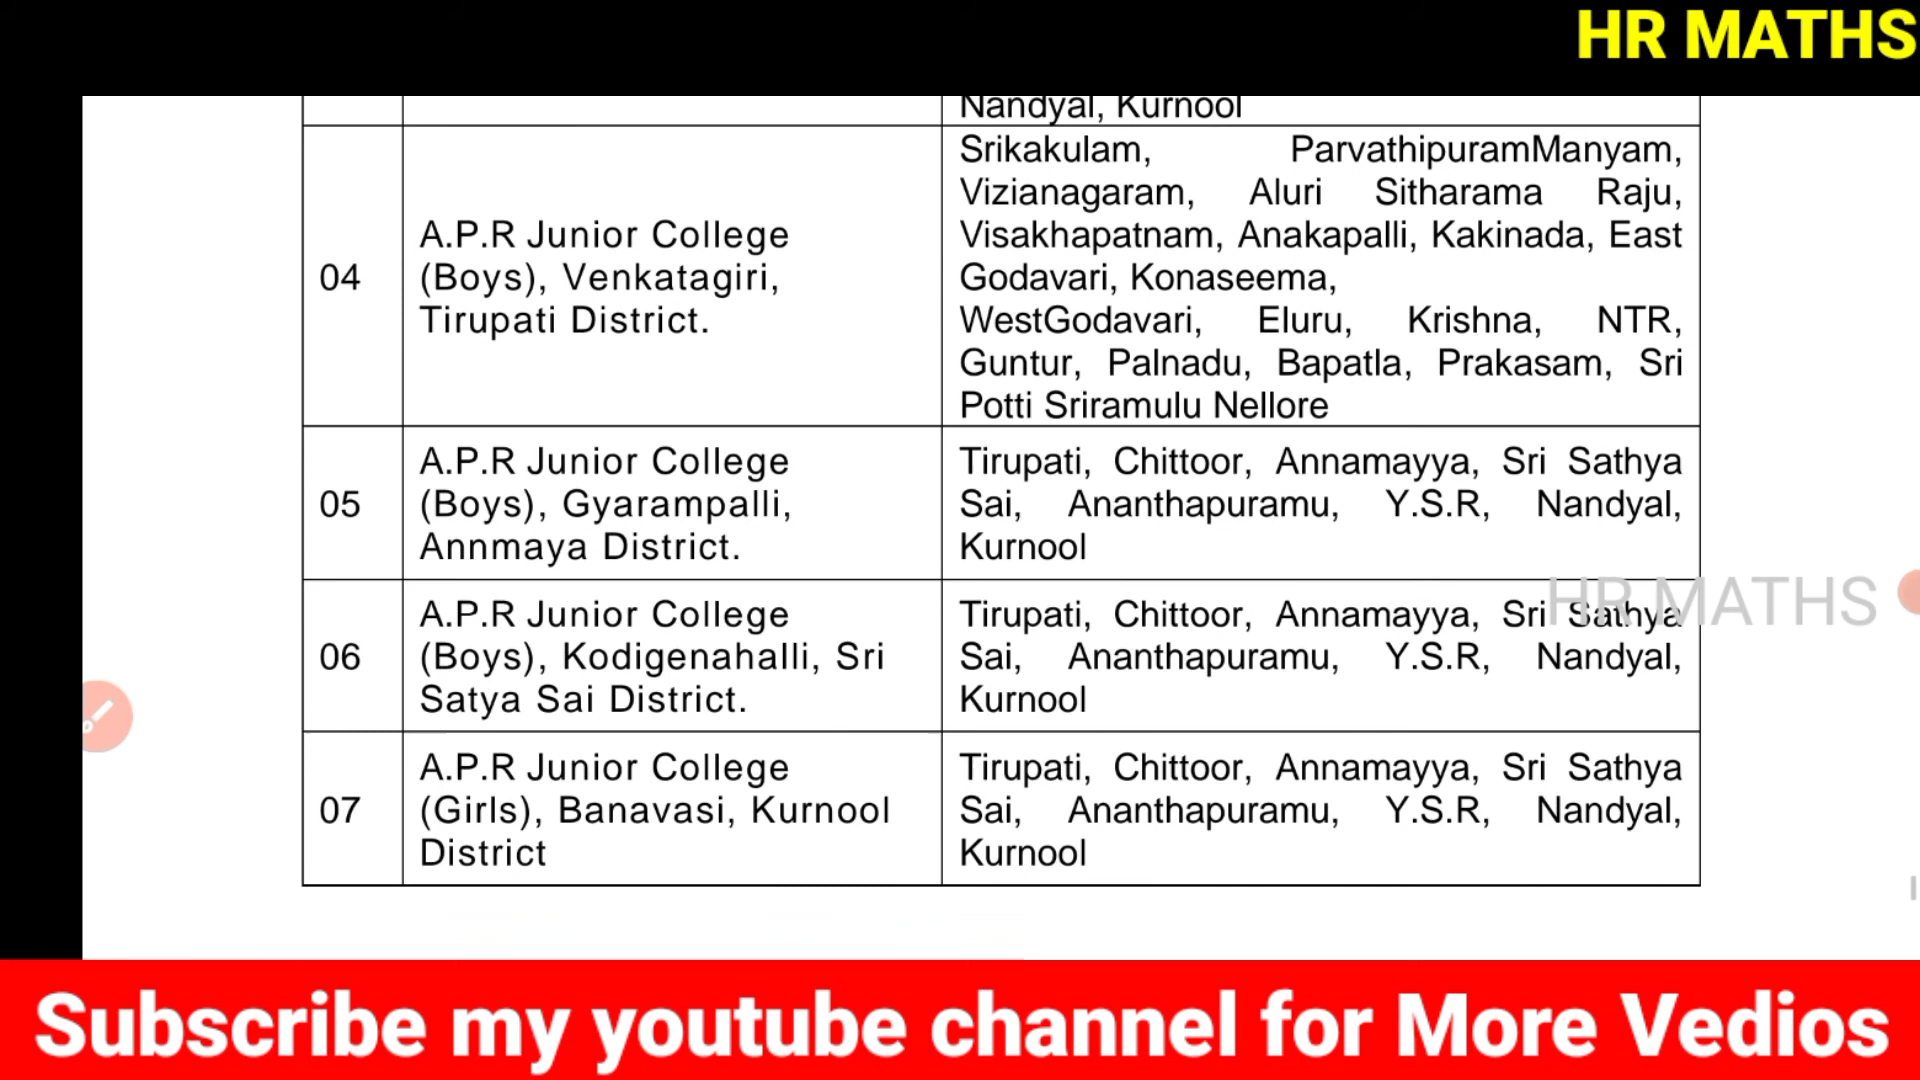 HR MATHS
Nandyal, Kurnool
04
A.P.R Junior College
(Boys), Venkatagiri,
Tirupati District.
Srikakulam, ParvathipuramManyam,
Vizianagaram, Aluri Sitharama Raju,
Visakhapatnam, Anakapalli, Kakinada, East
Godavari, Konaseema,
WestGodavari, Eluru, Krishna, NTR,
Guntur, Palnadu, Bapatla, Prakasam, Sri
Potti Sriramulu Nellore
05
A.P.R Junior College
(Boys), Gyarampalli,
Annmaya District.
Tirupati, Chittoor, Annamayya, Sri Sathya
Sai, Ananthapuramu, Y.S.R, Nandyal,
Kurnool
06
A.P.R Junior College
(Boys), Kodigenahalli, Sri
Satya Sai District.
Tirupati, Chittoor, Annamayya, Sri Sathya
Sai, Ananthapuramu, Y.S.R, Nandyal,
Kurnool
HR MATHS
07
A.P.R Junior College
(Girls), Banavasi, Kurnool
District
Tirupati, Chittoor, Annamayya, Sri Sathya
Sai, Ananthapuramu, Y.S.R, Nandyal,
Kurnool
Subscribe my youtube channel for More Vedios